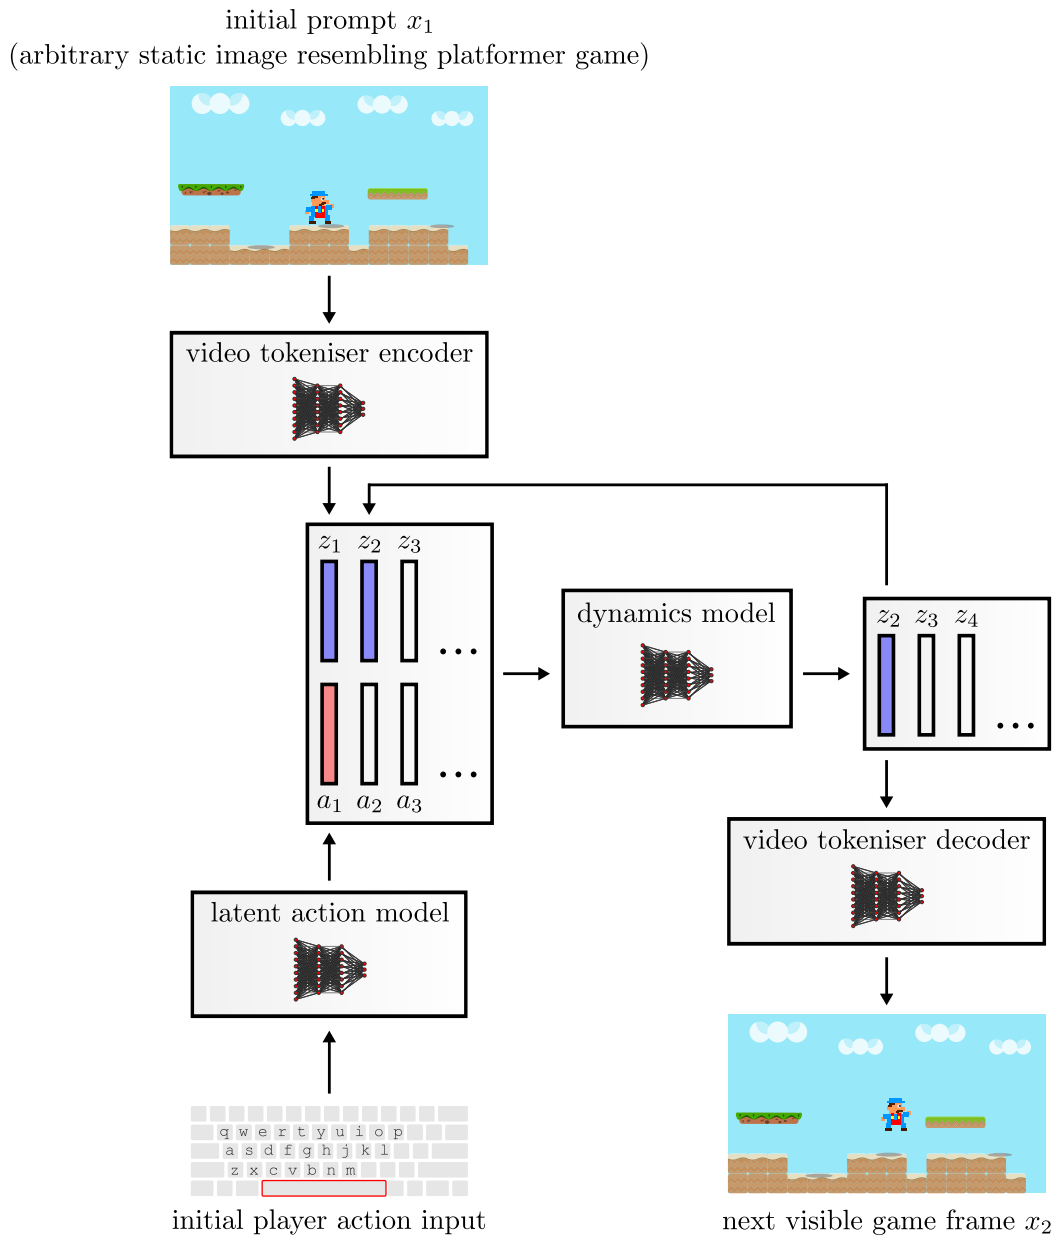 initial prompt x₁
(arbitrary static image resembling platformer game)
video tokeniser encoder
z₁ z₂ z₃
...
...
a₁ a₂ a₃
dynamics model
z₂ z₃ z₄
...
video tokeniser decoder
latent action model
q w e r t y u i o p
a s d f g h j k l
z x c v b n m
initial player action input
next visible game frame x₂